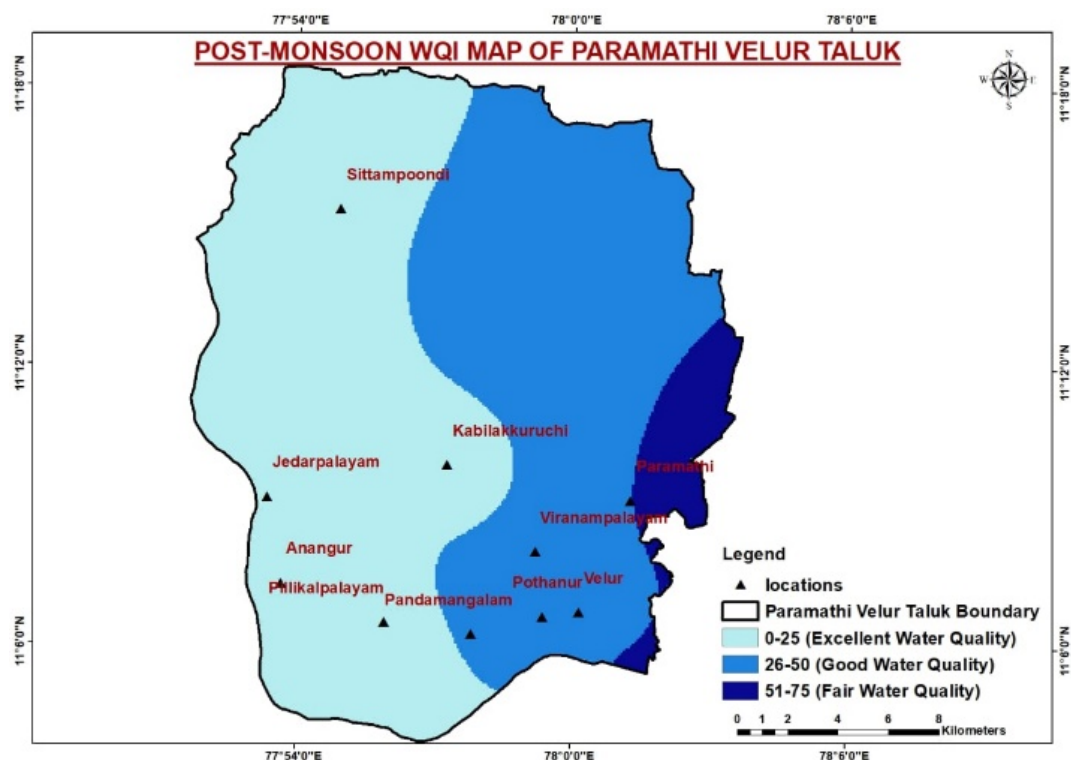 77°54'0"E
78°0'0"E
78°6'0"E
POST-MONSOON WQI MAP OF PARAMATHI VELUR TALUK
N
W
E
S
11°18'0"N
11°18'0"N
Sittampoondi
11°12'0"N
11°12'0"N
Kabilakkuruchi
Jedarpalayam
Paramathi
Viranampalayam
Anangur
Pillikalpalayam
Pandamangalam
Pothanur
Velur
11°6'0"N
11°6'0"N
Legend
locations
Paramathi Velur Taluk Boundary
0-25 (Excellent Water Quality)
26-50 (Good Water Quality)
51-75 (Fair Water Quality)
0 1 2 4 6 8
Kilometers
77°54'0"E
78°0'0"E
78°6'0"E